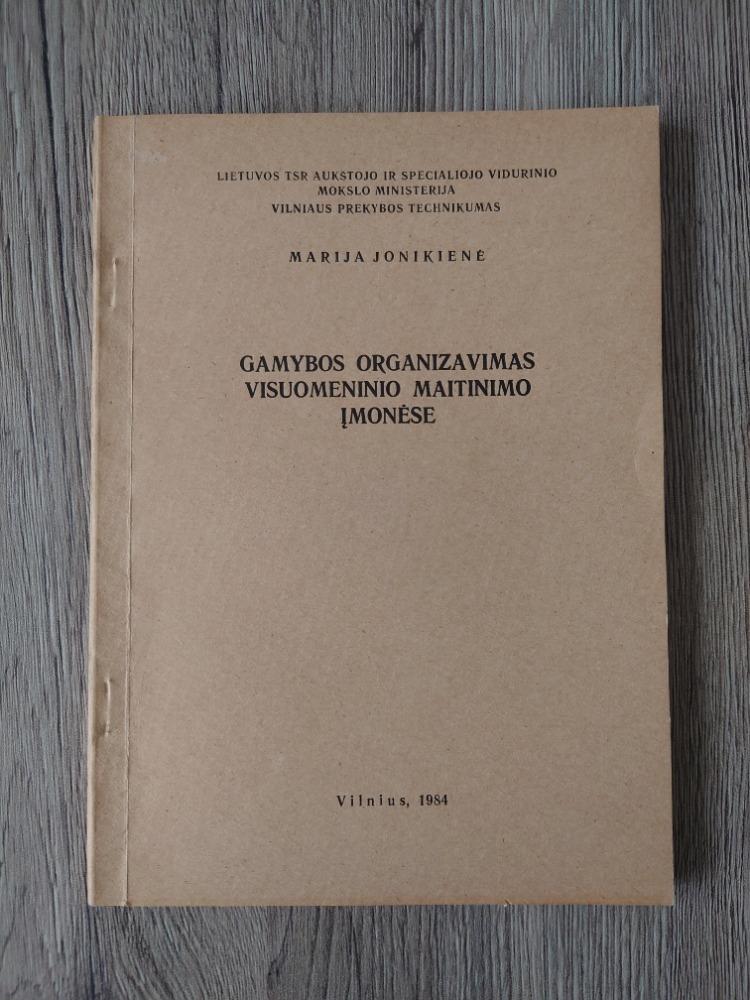 LIETUVOS TSR AUKŠTOJO IR SPECIALIOJO VIDURINIO
MOKSLO MINISTERIJA
VILNIAUS PREKYBOS TECHNIKUMAS
MARIJA JONIKIENĖ
GAMYBOS ORGANIZAVIMAS
VISUOMENINIO MAITINIMO
ĮMONĖSE
Vilnius, 1984